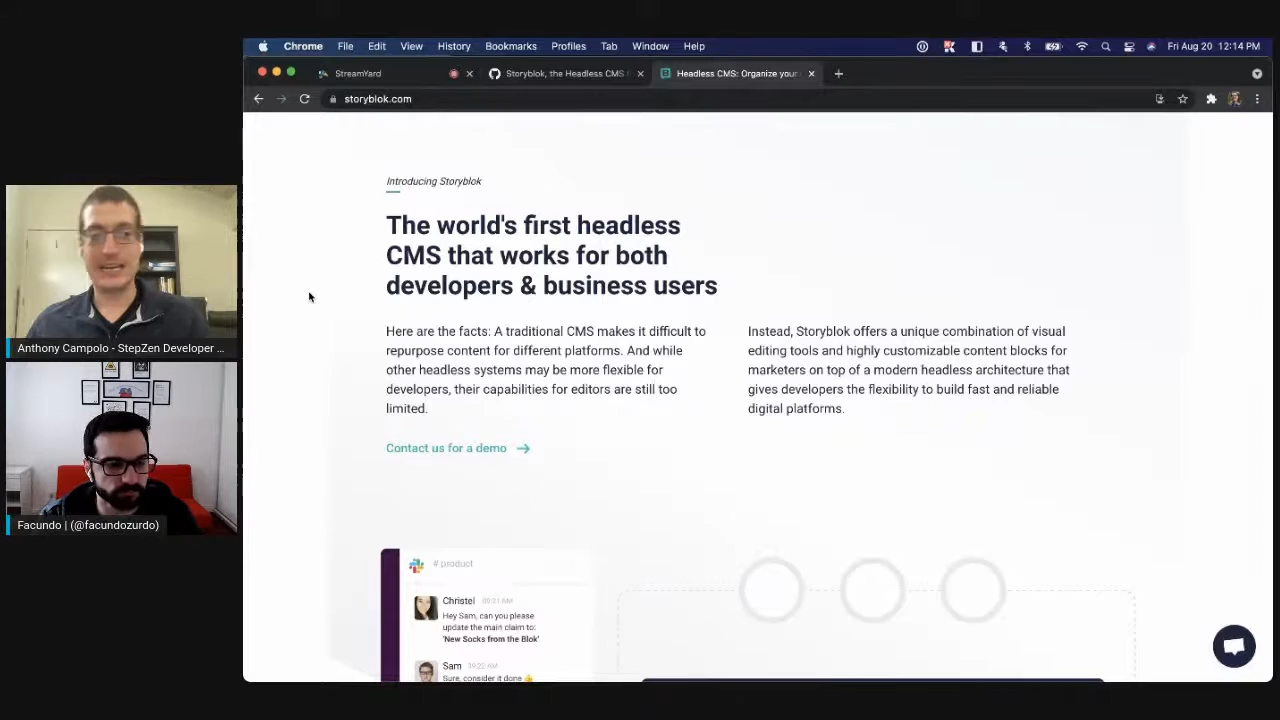 Chrome File Edit View History Bookmarks Profiles Tab Window Help Fri Aug 20 12:14 PM
StreamYard
Storyblok, the Headless CMS
Headless CMS: Organize your
storyblok.com
Introducing Storyblok
The world's first headless
CMS that works for both
developers & business users
Here are the facts: A traditional CMS makes it difficult to
repurpose content for different platforms. And while
other headless systems may be more flexible for
developers, their capabilities for editors are still too
limited.
Instead, Storyblok offers a unique combination of visual
editing tools and highly customizable content blocks for
marketers on top of a modern headless architecture that
gives developers the flexibility to build fast and reliable
digital platforms.
Contact us for a demo
# product
Christel 09:21 AM
Hey Sam, can you please
update the main claim to:
'New Socks from the Blok'
Sam 09:22 AM
Sure, consider it done
Anthony Campolo - StepZen Developer ...
Facundo | (@facundozurdo)